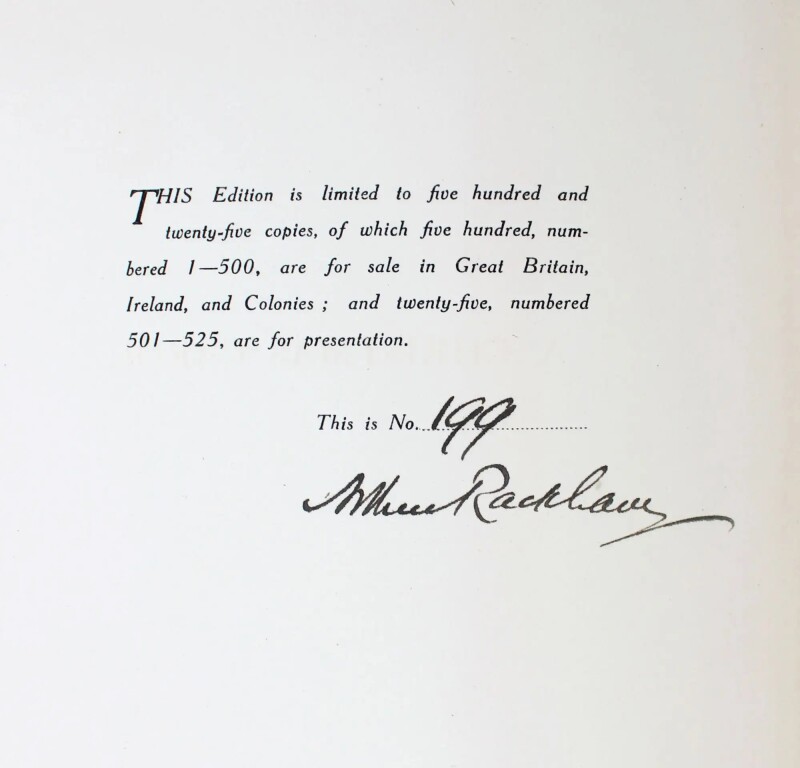 THIS Edition is limited to five hundred and
twenty-five copies, of which five hundred, num-
bered 1—500, are for sale in Great Britain,
Ireland, and Colonies ; and twenty-five, numbered
501—525, are for presentation.
This is No. 199
Arthur Rackham